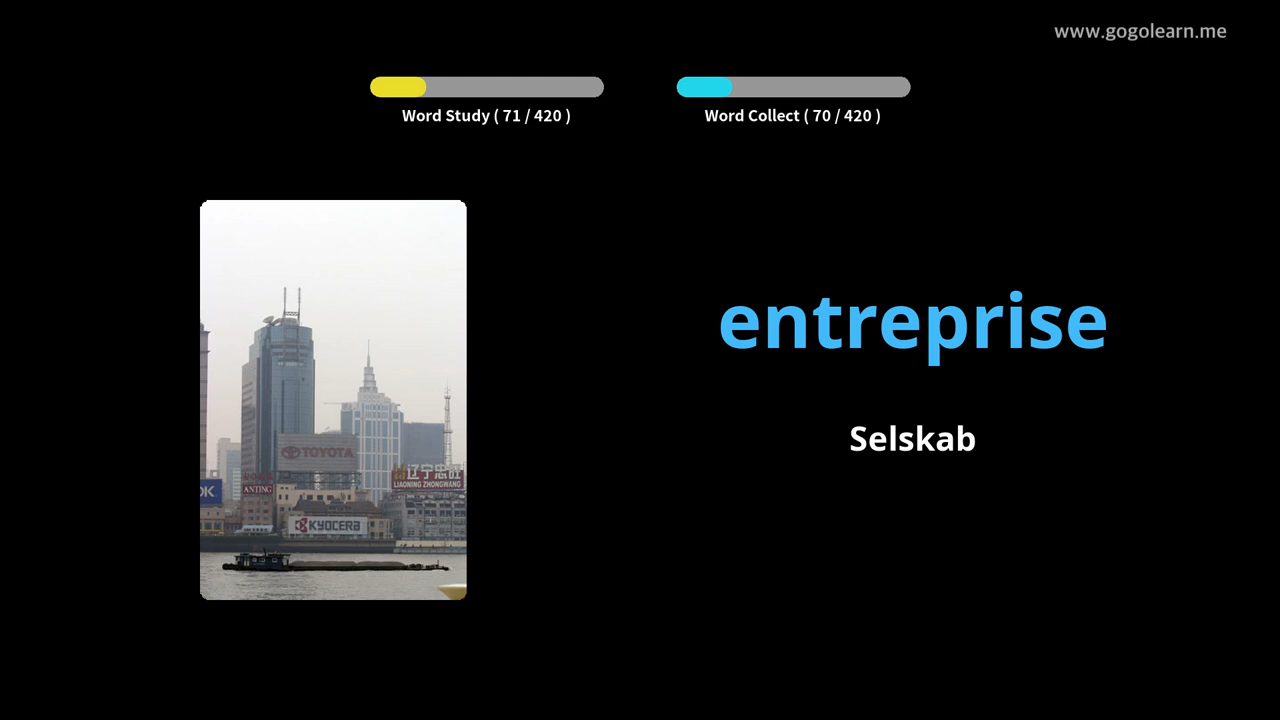 www.gogolearn.me
Word Study ( 71 / 420 )
Word Collect ( 70 / 420 )
entreprise
Selskab
TOYOTA
辽宁忠旺
LIAONING ZHONGWANG
ANTING
KYOCERA